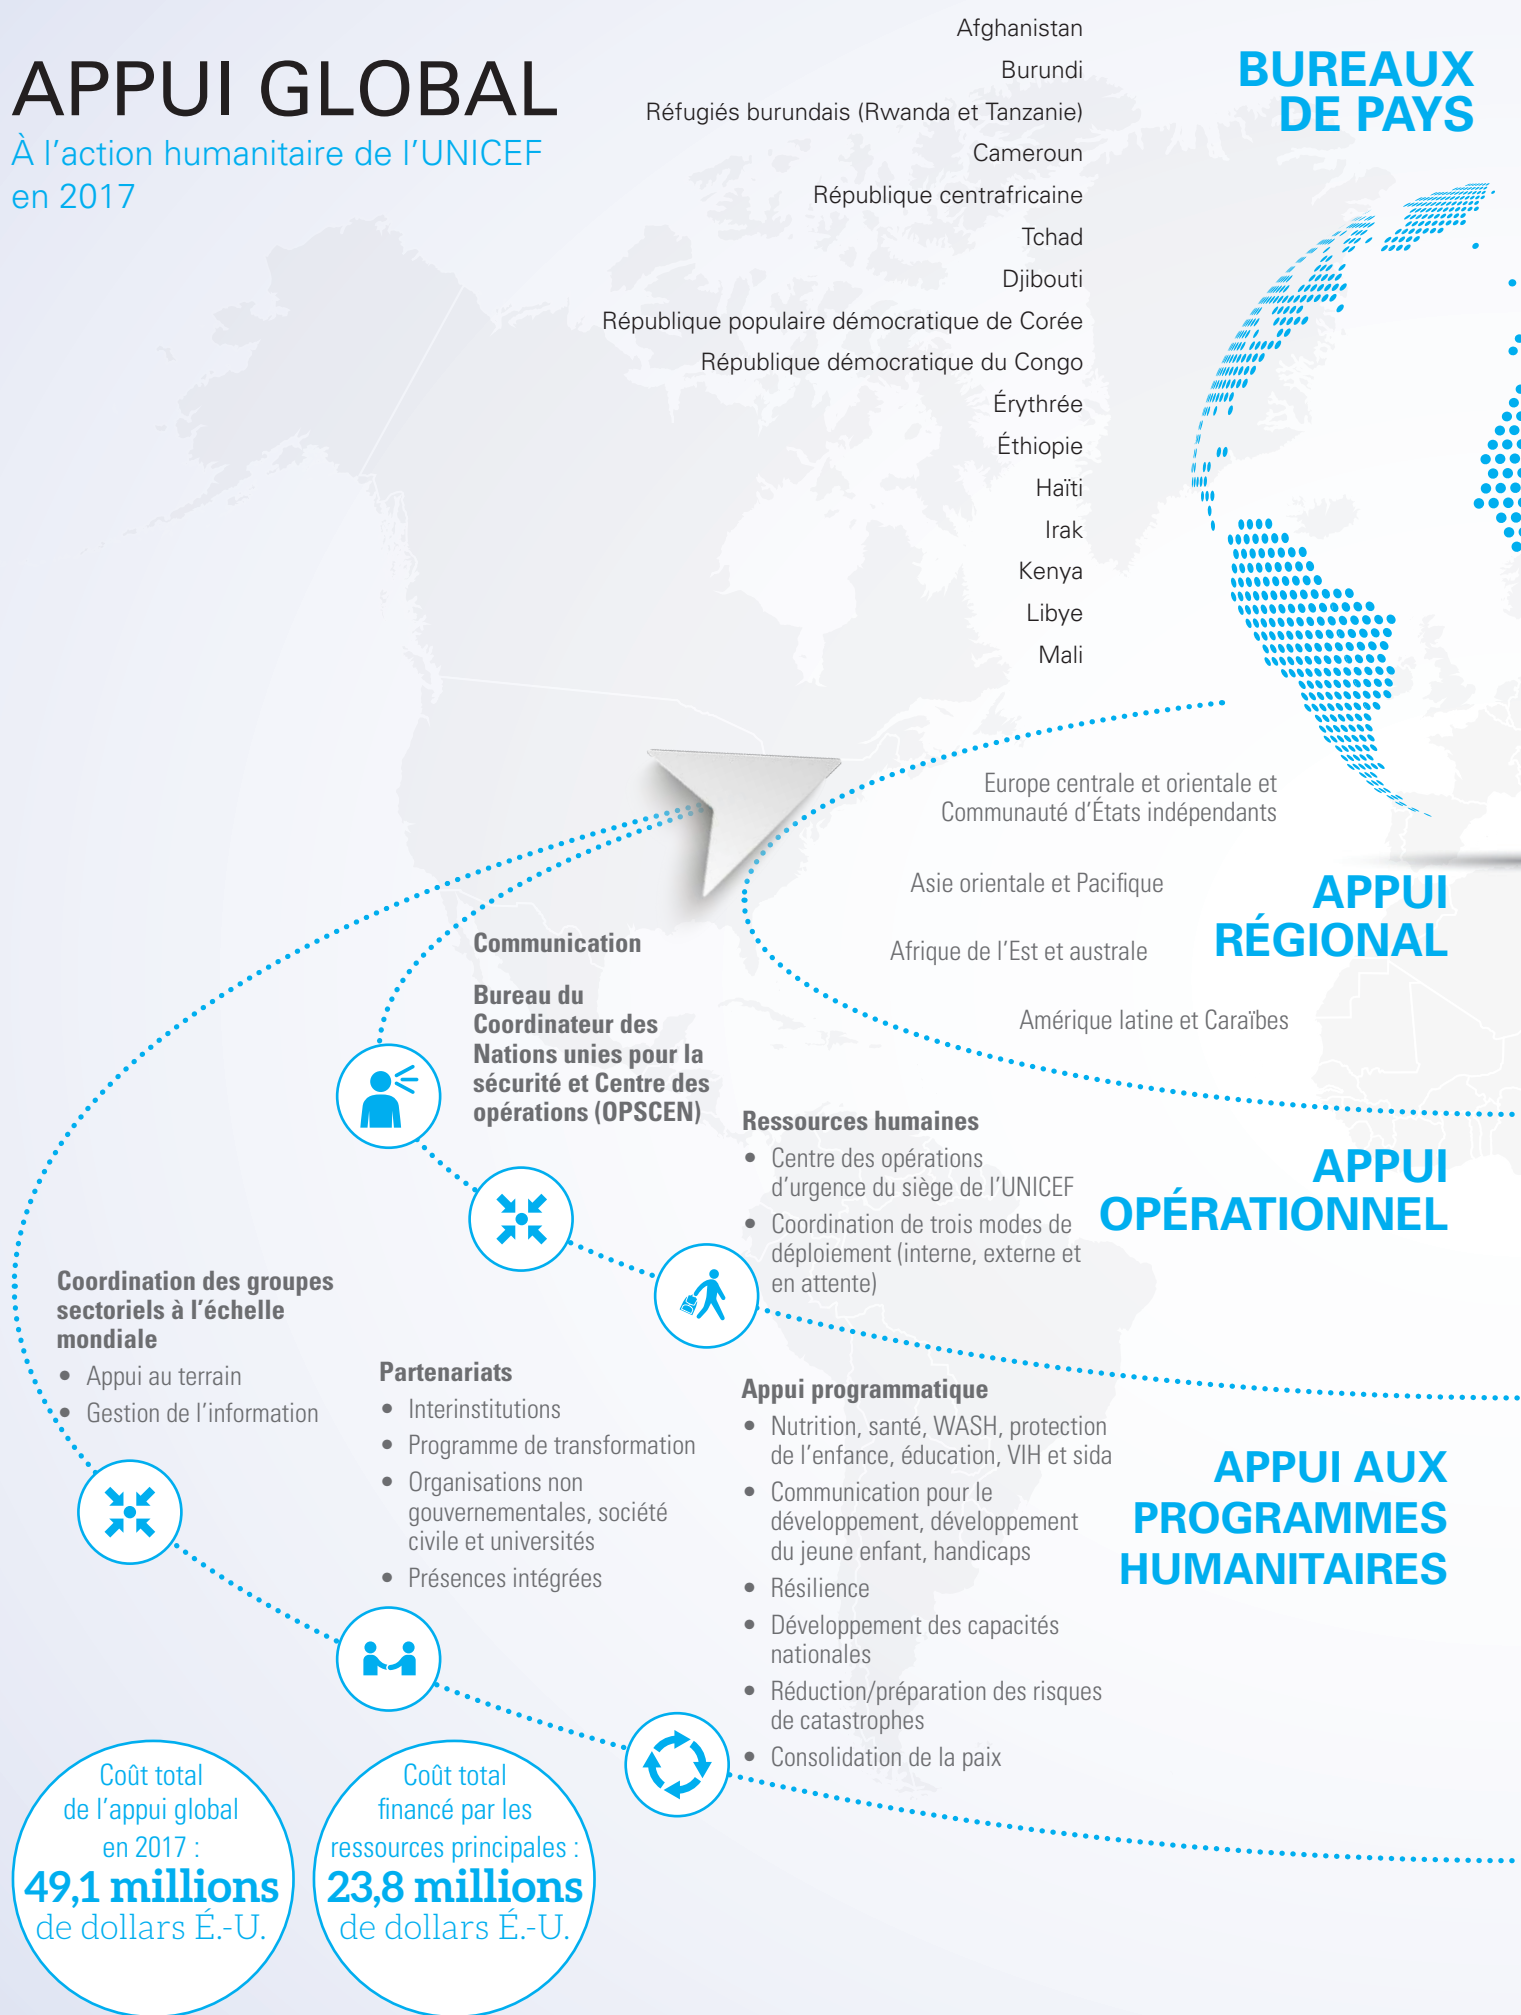 APPUI GLOBAL
À l'action humanitaire de l'UNICEF
en 2017
Afghanistan
Burundi
Réfugiés burundais (Rwanda et Tanzanie)
Cameroun
République centrafricaine
Tchad
Djibouti
République populaire démocratique de Corée
République démocratique du Congo
Érythrée
Éthiopie
Haïti
Irak
Kenya
Libye
Mali
BUREAUX
DE PAYS
Europe centrale et orientale et
Communauté d'États indépendants
Asie orientale et Pacifique
Afrique de l'Est et australe
Amérique latine et Caraïbes
APPUI
RÉGIONAL
Communication
Bureau du
Coordinateur des
Nations unies pour la
sécurité et Centre des
opérations (OPSCEN)
Ressources humaines
• Centre des opérations
d'urgence du siège de l'UNICEF
• Coordination de trois modes de
déploiement (interne, externe et
en attente)
APPUI
OPÉRATIONNEL
Coordination des groupes
sectoriels à l'échelle
mondiale
• Appui au terrain
• Gestion de l'information
Partenariats
• Interinstitutions
• Programme de transformation
• Organisations non
gouvernementales, société
civile et universités
• Présences intégrées
Appui programmatique
• Nutrition, santé, WASH, protection
de l'enfance, éducation, VIH et sida
• Communication pour le
développement, développement
du jeune enfant, handicaps
• Résilience
• Développement des capacités
nationales
• Réduction/préparation des risques
de catastrophes
• Consolidation de la paix
APPUI AUX
PROGRAMMES
HUMANITAIRES
Coût total
de l'appui global
en 2017 :
49,1 millions
de dollars É.-U.
Coût total
financé par les
ressources principales :
23,8 millions
de dollars É.-U.